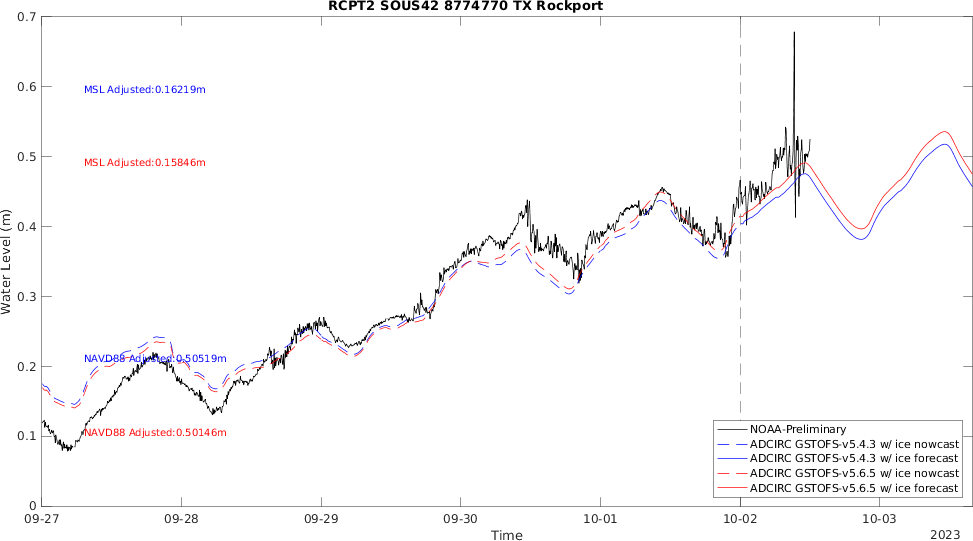 RCPT2 SOUS42 8774770 TX Rockport
0.7
0.6
0.5
0.4
0.3
0.2
0.1
0
Water Level (m)
MSL Adjusted:0.16219m
MSL Adjusted:0.15846m
NAVD88 Adjusted:0.50519m
NAVD88 Adjusted:0.50146m
NOAA-Preliminary
ADCIRC GSTOFS-v5.4.3 w/ ice nowcast
ADCIRC GSTOFS-v5.4.3 w/ ice forecast
ADCIRC GSTOFS-v5.6.5 w/ ice nowcast
ADCIRC GSTOFS-v5.6.5 w/ ice forecast
09-27 09-28 09-29 09-30 10-01 10-02 10-03
Time
2023